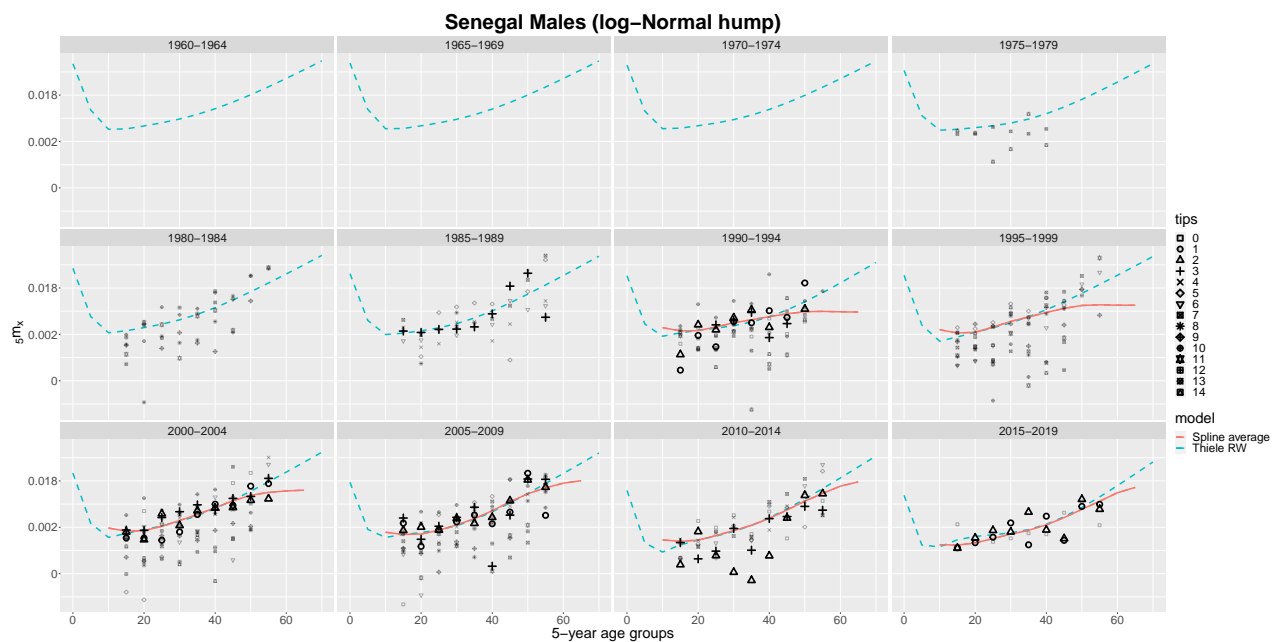 Senegal Males (log−Normal hump)
1960−1964 1965−1969 1970−1974 1975−1979
0.018
0.002
0
1980−1984 1985−1989 1990−1994 1995−1999
0.018
0.002
0
2000−2004 2005−2009 2010−2014 2015−2019
0.018
0.002
0
0 20 40 60 0 20 40 60 0 20 40 60 0 20 40 60
5-year age groups
5mx
tips
0
1
2
3
4
5
6
7
8
9
10
11
12
13
14
model
Spline average
Thiele RW